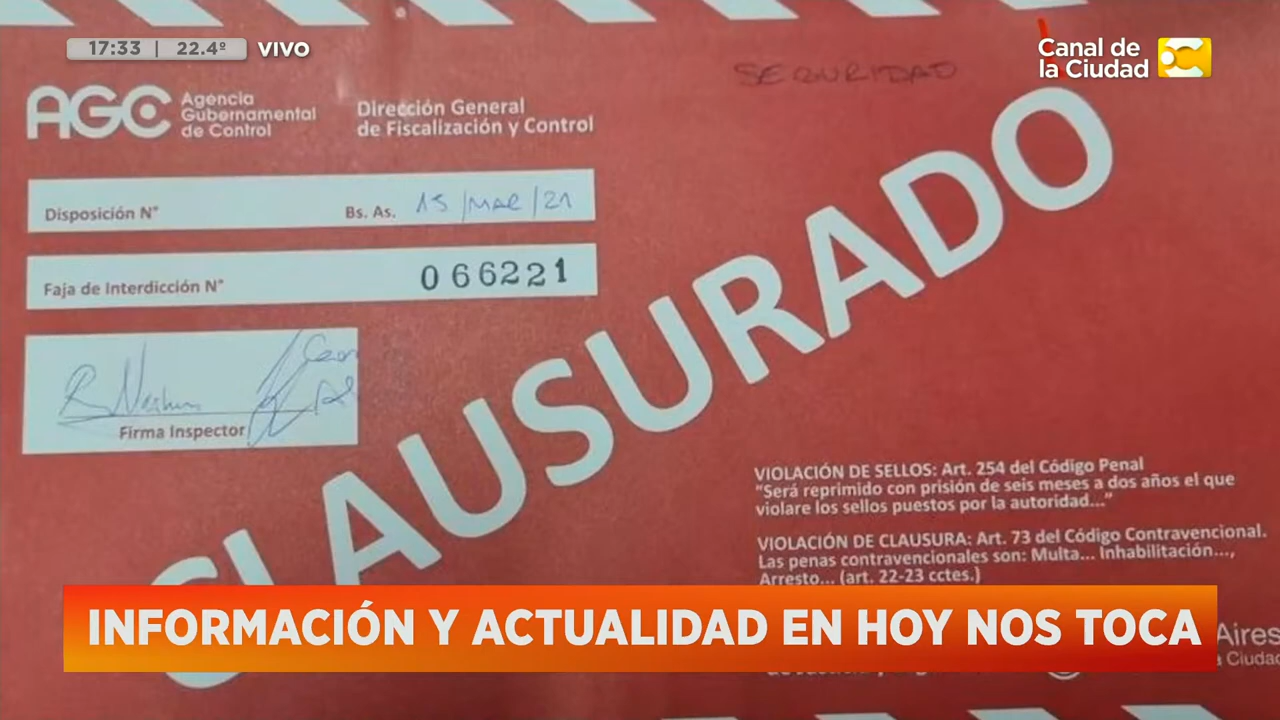 17:33 | 22.4º VIVO
Canal de
la Ciudad
SEGURIDAD
AGC Agencia
Gubernamental
de Control
Dirección General
de Fiscalización y Control
Disposición N° Bs. As. 15/MAR/21
Faja de Interdicción N° 066221
Firma Inspector
CLAUSURADO
VIOLACIÓN DE SELLOS: Art. 254 del Código Penal
"Será reprimido con prisión de seis meses a dos años el que
violare los sellos puestos por la autoridad..."
VIOLACIÓN DE CLAUSURA: Art. 73 del Código Contravencional.
Las penas contravencionales son: Multa... Inhabilitación...,
Arresto... (art. 22-23 cctes.)
INFORMACIÓN Y ACTUALIDAD EN HOY NOS TOCA
Aires
Ciudad